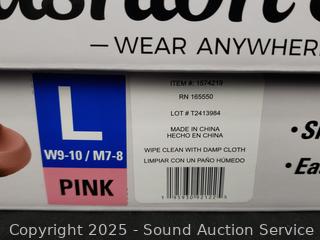 — WEAR ANYWHER
L
W9-10 / M7-8
PINK
ITEM #: 1574219
RN 165550
LOT # T2413984
MADE IN CHINA
HECHO EN CHINA
WIPE CLEAN WITH DAMP CLOTH
LIMPIAR CON UN PAÑO HÚMEDO
Copyright 2025 - Sound Auction Service